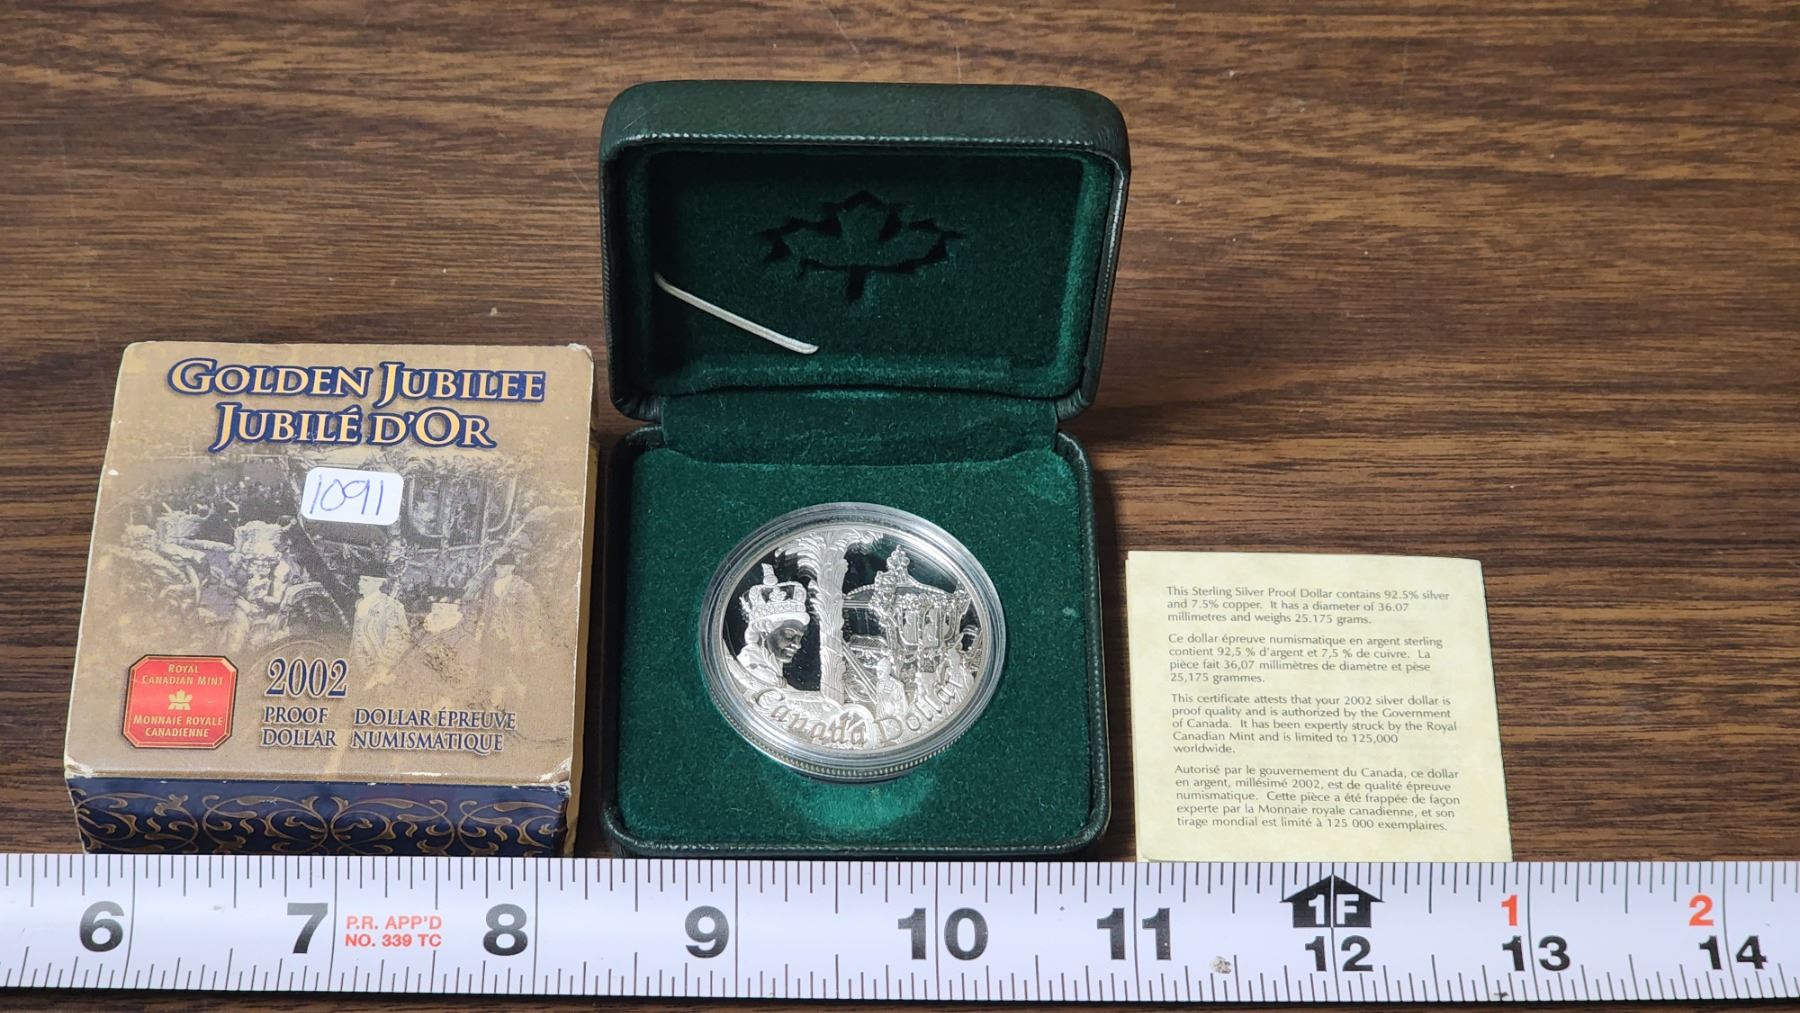 GOLDEN JUBILEE
JUBILÉ D'OR
1091
ROYAL
CANADIAN MINT
MONNAIE ROYALE
CANADIENNE
2002
PROOF
DOLLAR
DOLLAR ÉPREUVE
NUMISMATIQUE
Canada Dollar
This Sterling Silver Proof Dollar contains 92.5% silver
and 7.5% copper. It has a diameter of 36.07
millimetres and weighs 25.175 grams.
Ce dollar épreuve numismatique en argent sterling
contient 92,5 % d'argent et 7,5 % de cuivre. La
pièce fait 36,07 millimètres de diamètre et pèse
25,175 grammes.
This certificate attests that your 2002 silver dollar is
proof quality and is authorized by the Government
of Canada. It has been expertly struck by the Royal
Canadian Mint and is limited to 125,000
worldwide.
Autorisé par le gouvernement du Canada, ce dollar
en argent, millésimé 2002, est de qualité épreuve
numismatique. Cette pièce a été frappée de façon
experte par la Monnaie royale canadienne, et son
tirage mondial est limité à 125 000 exemplaires.
1F 1 2
6 7 P.R. APP'D 8 9 10 11 12 13 14
NO. 339 TC